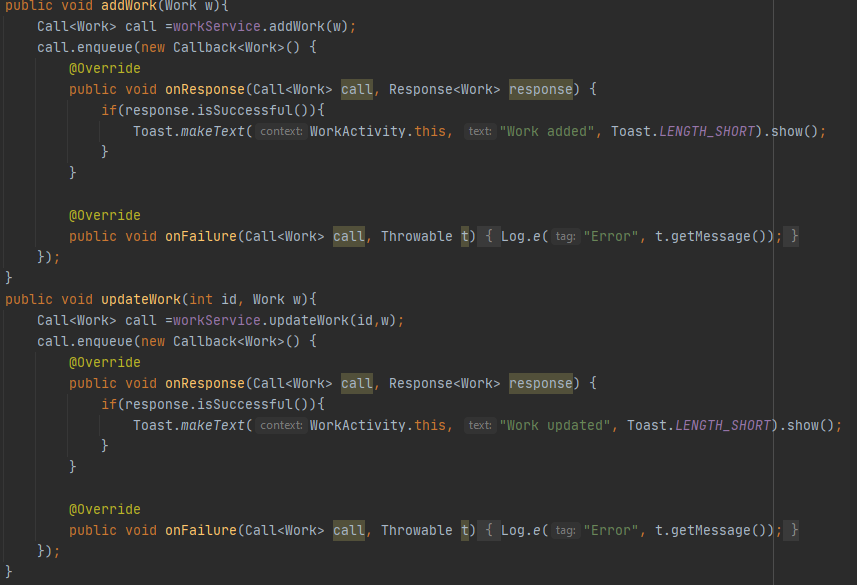 public void addWork(Work w){
    Call<Work> call =workService.addWork(w);
    call.enqueue(new Callback<Work>() {
        @Override
        public void onResponse(Call<Work> call, Response<Work> response) {
            if(response.isSuccessful()){
                Toast.makeText( context: WorkActivity.this, text: "Work added", Toast.LENGTH_SHORT).show();
            }
        }

        @Override
        public void onFailure(Call<Work> call, Throwable t) { Log.e( tag: "Error", t.getMessage()); }
    });
}
public void updateWork(int id, Work w){
    Call<Work> call =workService.updateWork(id,w);
    call.enqueue(new Callback<Work>() {
        @Override
        public void onResponse(Call<Work> call, Response<Work> response) {
            if(response.isSuccessful()){
                Toast.makeText( context: WorkActivity.this, text: "Work updated", Toast.LENGTH_SHORT).show();
            }
        }

        @Override
        public void onFailure(Call<Work> call, Throwable t) { Log.e( tag: "Error", t.getMessage()); }
    });
}